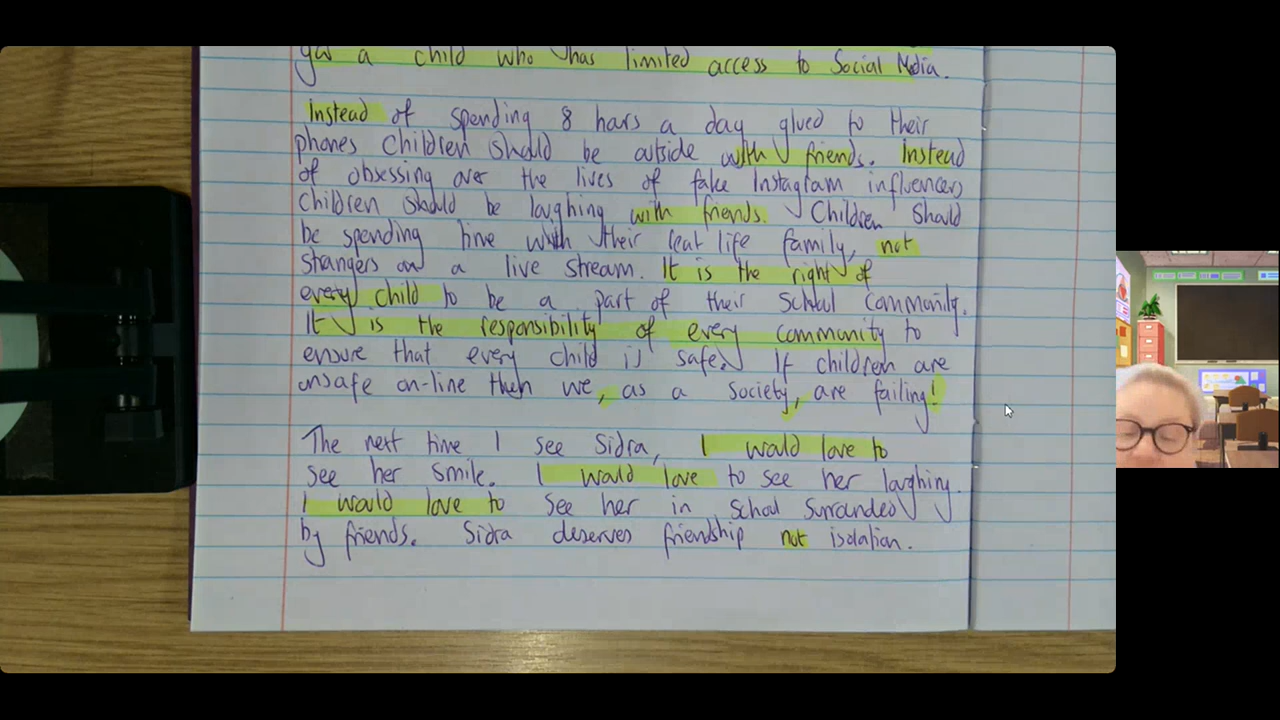 a child who has limited access to Social Media.
Instead of spending 8 hours a day glued to their
phones children should be outside with friends. Instead
of obsessing over the lives of fake Instagram influencers
children should be laughing with friends. Children should
be spending time with their real life family, not
strangers on a live stream. It is the right of
every child to be a part of their school community.
It is the responsibility of every community to
ensure that every child is safe. If children are
unsafe on-line then we, as a society, are failing!
The next time I see Sidra, I would love to
see her smile. I would love to see her laughing.
I would love to see her in school surrounded
by friends. Sidra deserves friendship not isolation.